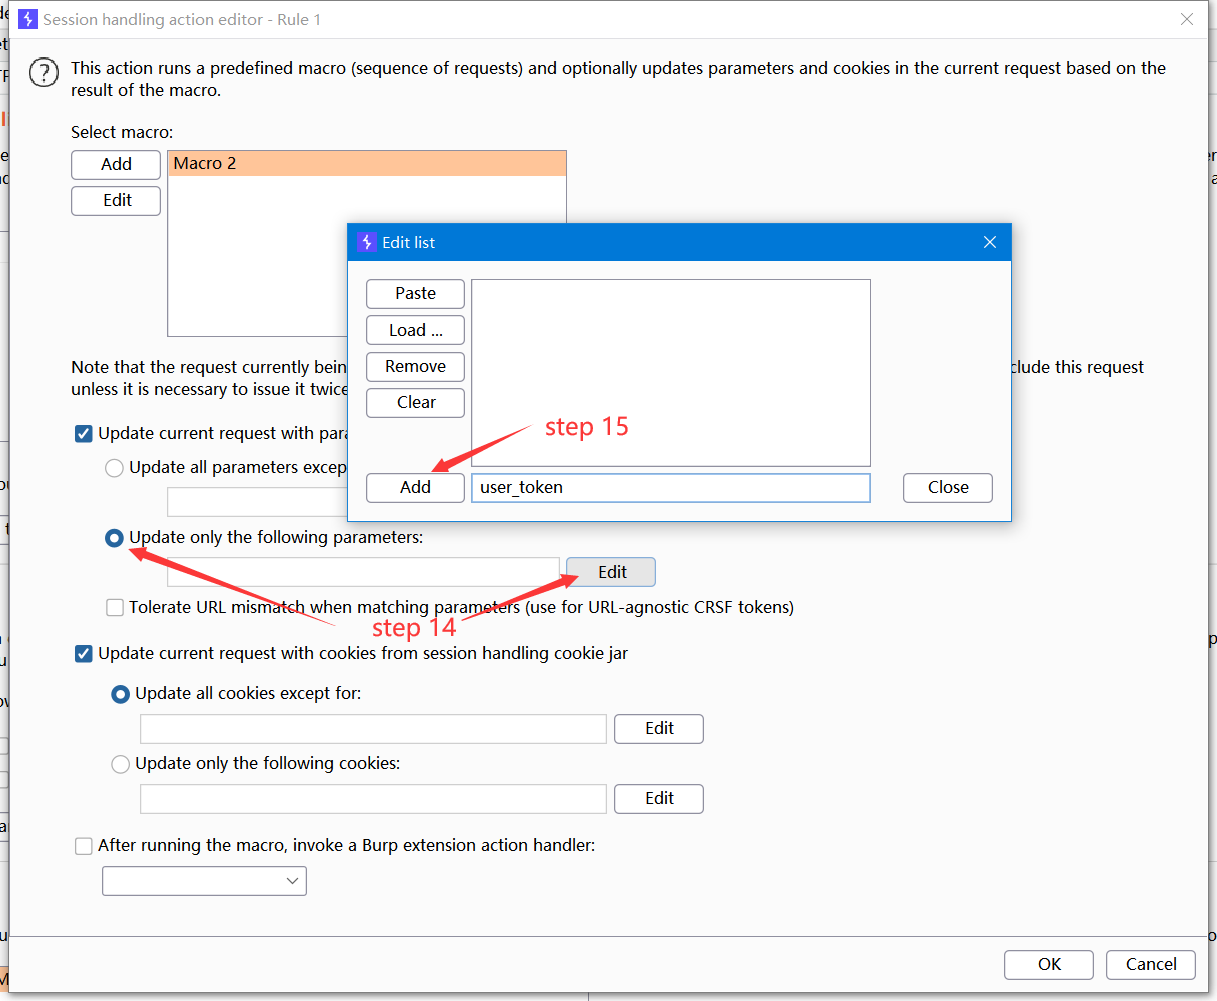 Session handling action editor - Rule 1
This action runs a predefined macro (sequence of requests) and optionally updates parameters and cookies in the current request based on the
result of the macro.
Select macro:
Add
Macro 2
Edit
Edit list
Paste
Load ...
Remove
Clear
step 15
Add
user_token
Close
Note that the request currently bein
clude this request
unless it is necessary to issue it twice
Update current request with para
Update all parameters excep
Update only the following parameters:
Edit
Tolerate URL mismatch when matching parameters (use for URL-agnostic CRSF tokens)
step 14
Update current request with cookies from session handling cookie jar
Update all cookies except for:
Edit
Update only the following cookies:
Edit
After running the macro, invoke a Burp extension action handler:
OK
Cancel